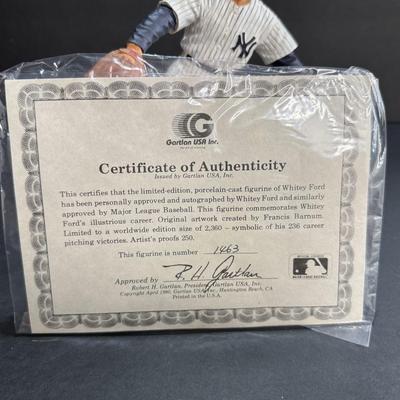 NY
G
Gartlan USA Inc.
Certificate of Authenticity
Issued by Gartlan USA, Inc.
This certifies that the limited-edition, porcelain-cast figurine of Whitey Ford
has been personally approved and autographed by Whitey Ford and similarly
approved by Major League Baseball. This figurine commemorates Whitey
Ford's illustrious career. Original artwork created by Francis Barnum.
Limited to a worldwide edition size of 2,360 – symbolic of his 236 career
pitching victories. Artist's proofs 250.
This figurine is number 1463
Approved by R. H. Gartlan
Robert H. Gartlan, President, Gartlan USA, Inc.
Copyright April 1990, Gartlan USA, Inc., Huntington Beach, CA
Printed in the U.S.A.